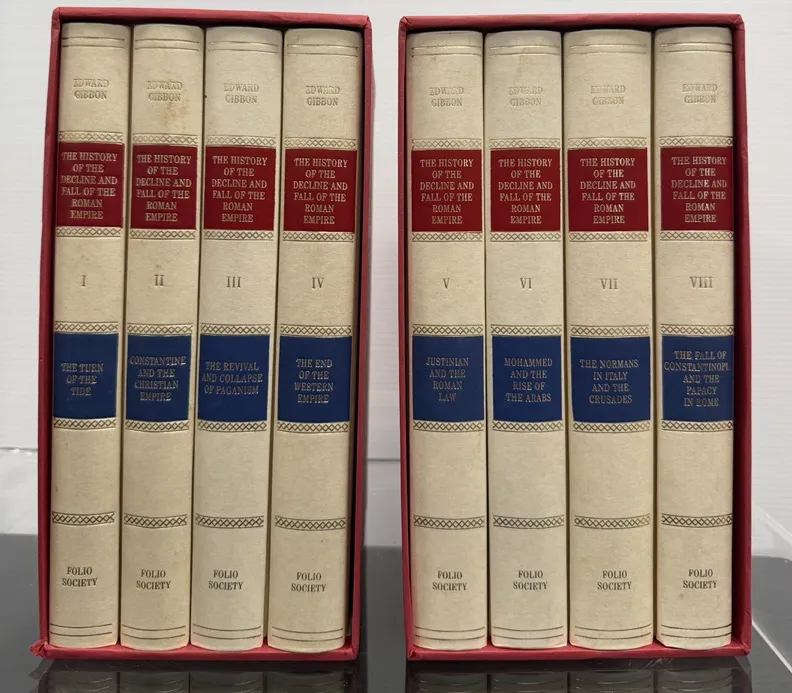 EDWARD
GIBBON
THE HISTORY
OF THE
DECLINE AND
FALL OF THE
ROMAN
EMPIRE
I
THE TURN
OF THE
TIDE
FOLIO
SOCIETY
EDWARD
GIBBON
THE HISTORY
OF THE
DECLINE AND
FALL OF THE
ROMAN
EMPIRE
II
CONSTANTINE
AND THE
CHRISTIAN
EMPIRE
FOLIO
SOCIETY
EDWARD
GIBBON
THE HISTORY
OF THE
DECLINE AND
FALL OF THE
ROMAN
EMPIRE
III
THE REVIVAL
AND COLLAPSE
OF PAGANISM
FOLIO
SOCIETY
EDWARD
GIBBON
THE HISTORY
OF THE
DECLINE AND
FALL OF THE
ROMAN
EMPIRE
IV
THE END
OF THE
WESTERN
EMPIRE
FOLIO
SOCIETY
EDWARD
GIBBON
THE HISTORY
OF THE
DECLINE AND
FALL OF THE
ROMAN
EMPIRE
V
JUSTINIAN
AND THE
ROMAN
LAW
FOLIO
SOCIETY
EDWARD
GIBBON
THE HISTORY
OF THE
DECLINE AND
FALL OF THE
ROMAN
EMPIRE
VI
MOHAMMED
AND THE
RISE OF
THE ARABS
FOLIO
SOCIETY
EDWARD
GIBBON
THE HISTORY
OF THE
DECLINE AND
FALL OF THE
ROMAN
EMPIRE
VII
THE NORMANS
IN ITALY
AND THE
CRUSADES
FOLIO
SOCIETY
EDWARD
GIBBON
THE HISTORY
OF THE
DECLINE AND
FALL OF THE
ROMAN
EMPIRE
VIII
THE FALL OF
CONSTANTINOPL
AND THE
PAPACY
IN ROME
FOLIO
SOCIETY